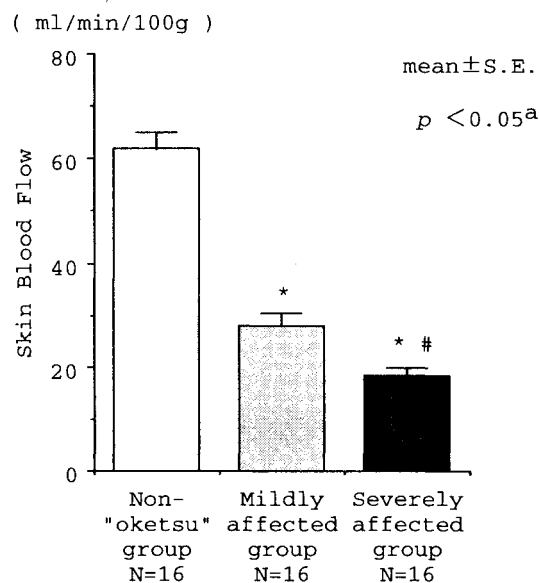 ( ml/min/100g )
mean±S.E.
p <0.05a
Skin Blood Flow
80
60
40
20
0
*
* #
Non- Mildly Severely
"oketsu" affected affected
group group group
N=16 N=16 N=16